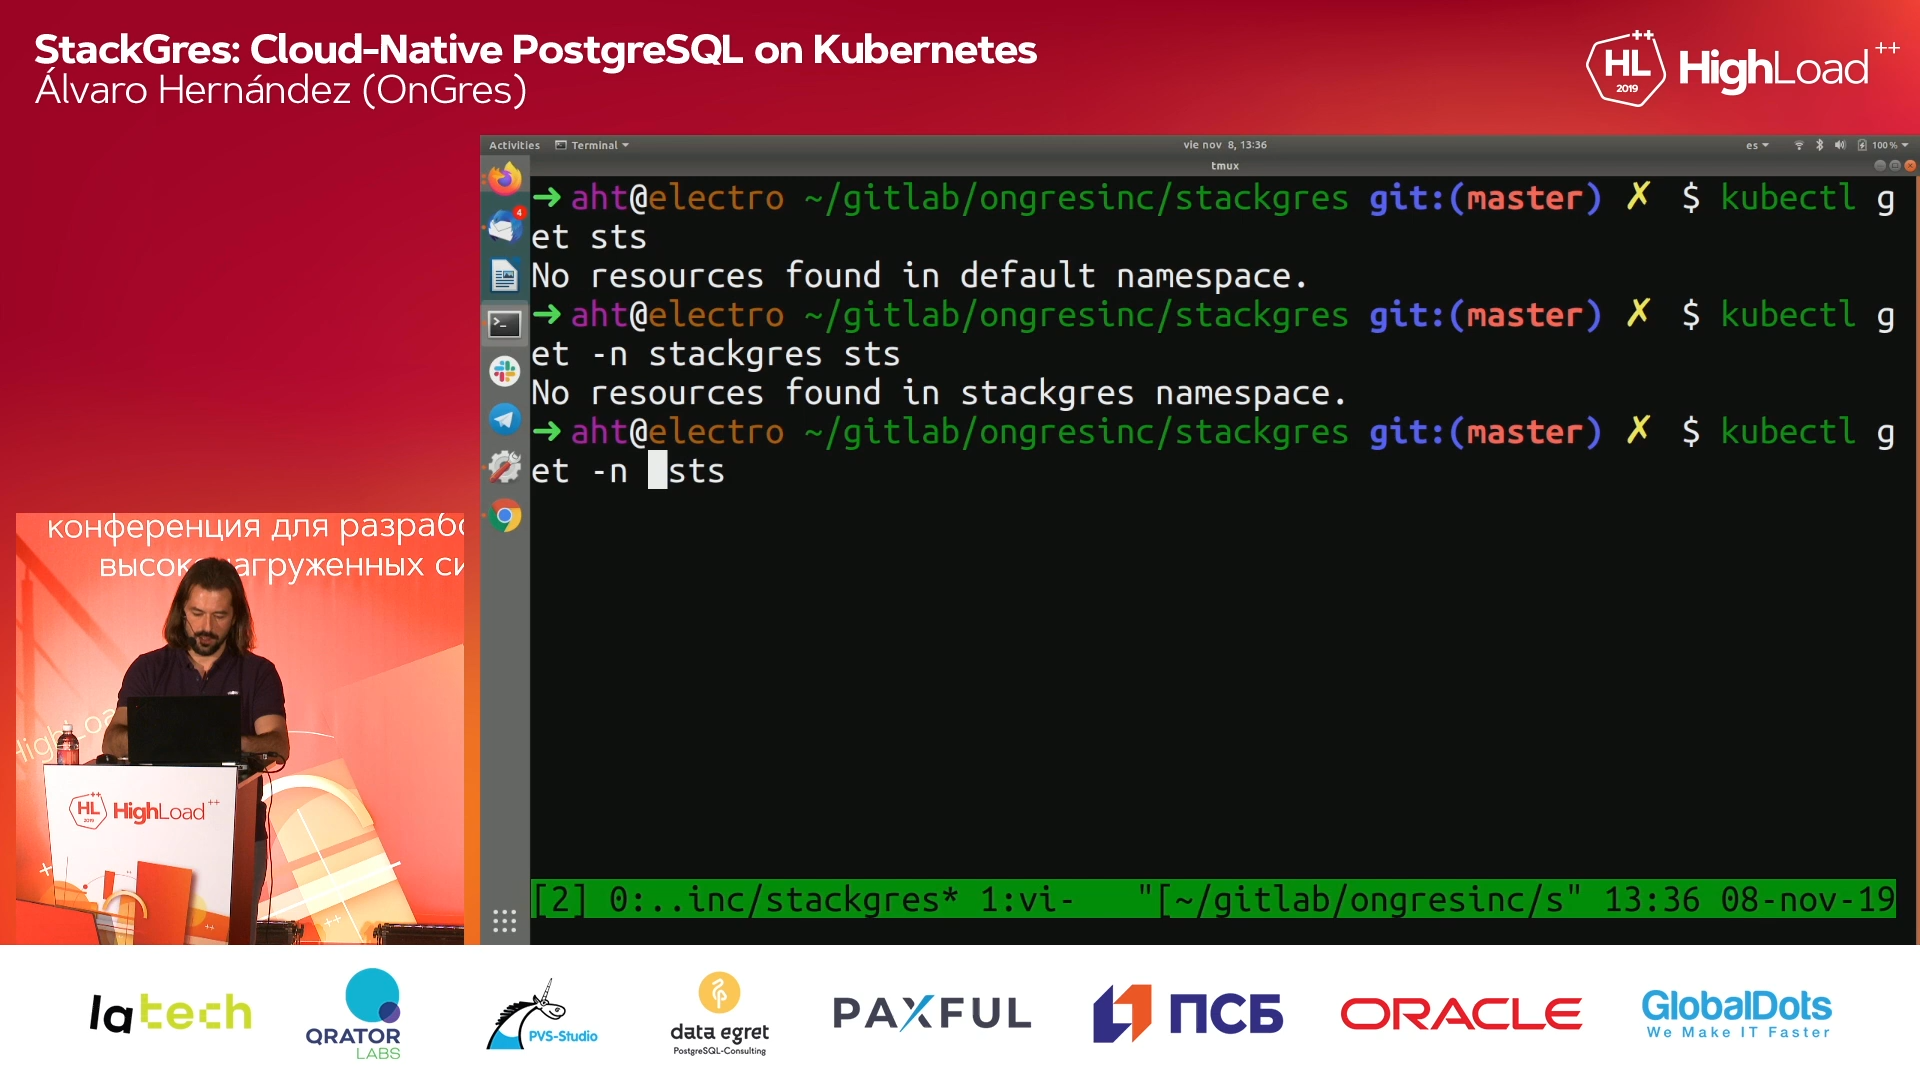 StackGres: Cloud-Native PostgreSQL on Kubernetes
Álvaro Hernández (OnGres)
HL
2019
HighLoad++
Activities
Terminal
vie nov 8, 13:36
es
100 %
tmux
4
➜ aht@electro ~/gitlab/ongresinc/stackgres git:(master) ✗ $ kubectl g
et sts
No resources found in default namespace.
➜ aht@electro ~/gitlab/ongresinc/stackgres git:(master) ✗ $ kubectl g
et -n stackgres sts
No resources found in stackgres namespace.
➜ aht@electro ~/gitlab/ongresinc/stackgres git:(master) ✗ $ kubectl g
et -n sts
[2] 0:..inc/stackgres* 1:vi- "[~/gitlab/ongresinc/s" 13:36 08-nov-19
конференция для
HL
2019
HighLoad++
latech
QRATOR
LABS
PVS-Studio
data egret
PostgreSQL-Consulting
PAXFUL
ПСБ
ORACLE
GlobalDots
We Make IT Faster